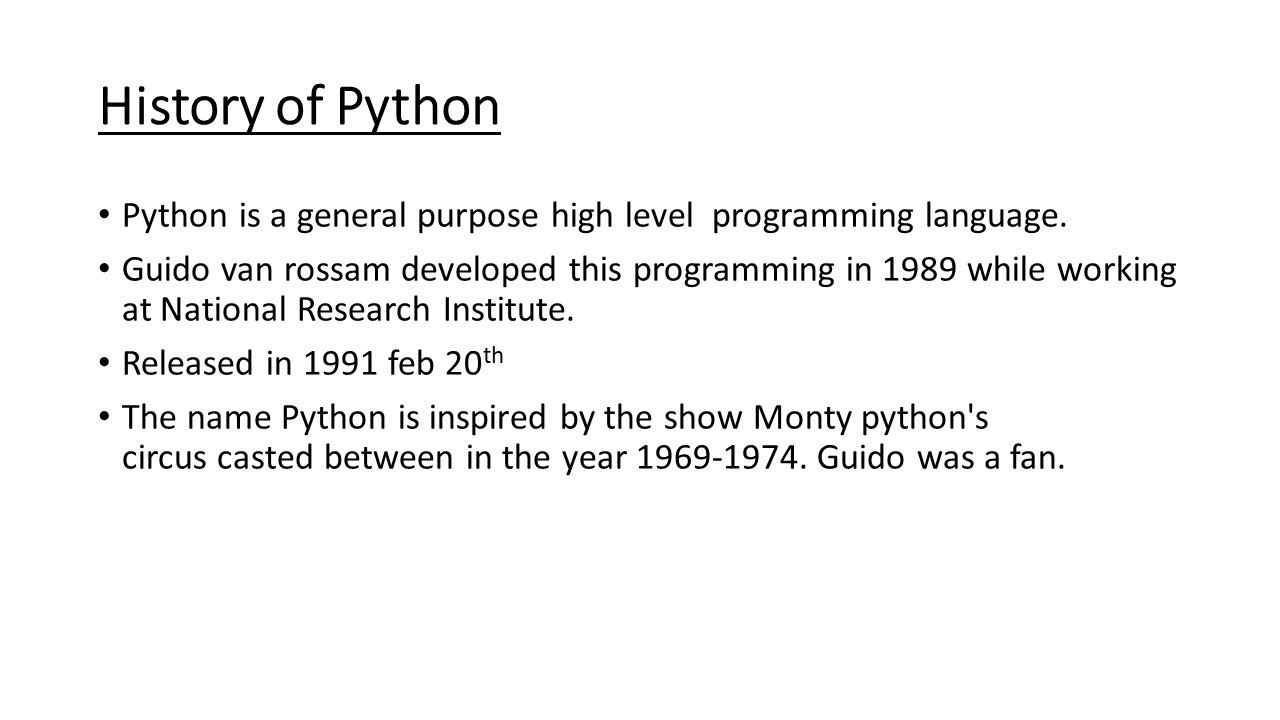 History of Python
• Python is a general purpose high level  programming language.
• Guido van rossam developed this programming in 1989 while working
at National Research Institute.
• Released in 1991 feb 20th
• The name Python is inspired by the show Monty python's
circus casted between in the year 1969-1974. Guido was a fan.